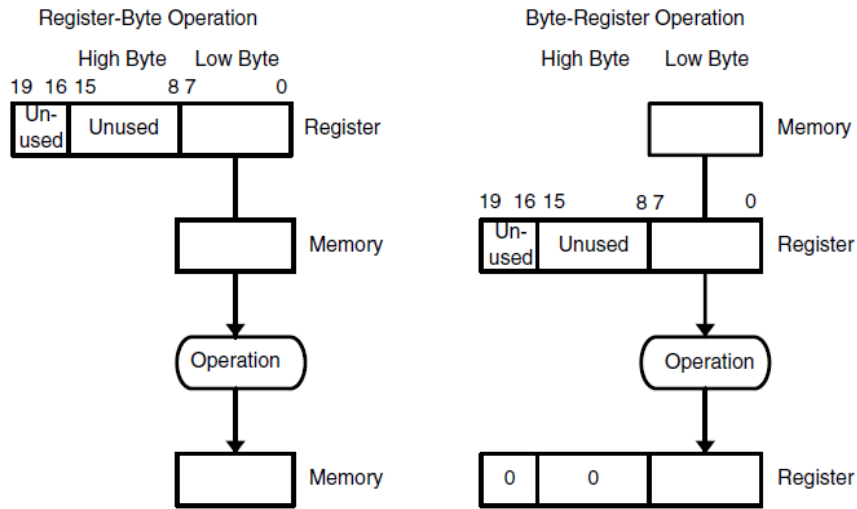 Register-Byte Operation
High Byte Low Byte
19 16 15 8 7 0
Un-
used
Unused
Register
Memory
Operation
Memory
Byte-Register Operation
High Byte Low Byte
Memory
19 16 15 8 7 0
Un-
used
Unused
Register
Operation
0 0
Register